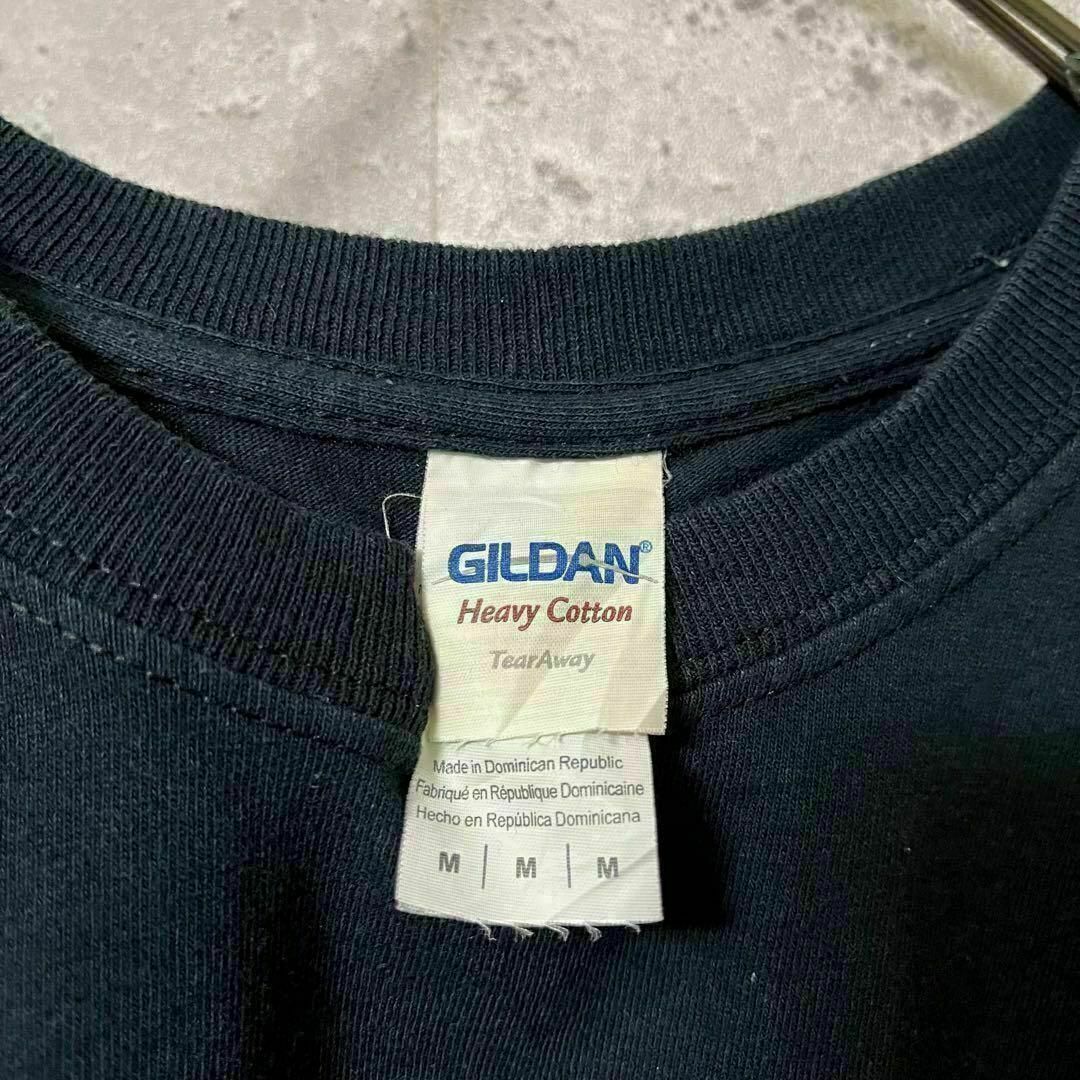 GILDAN®
Heavy Cotton
TearAway
Made in Dominican Republic
Fabriqué en République Dominicaine
Hecho en República Dominicana
M | M | M